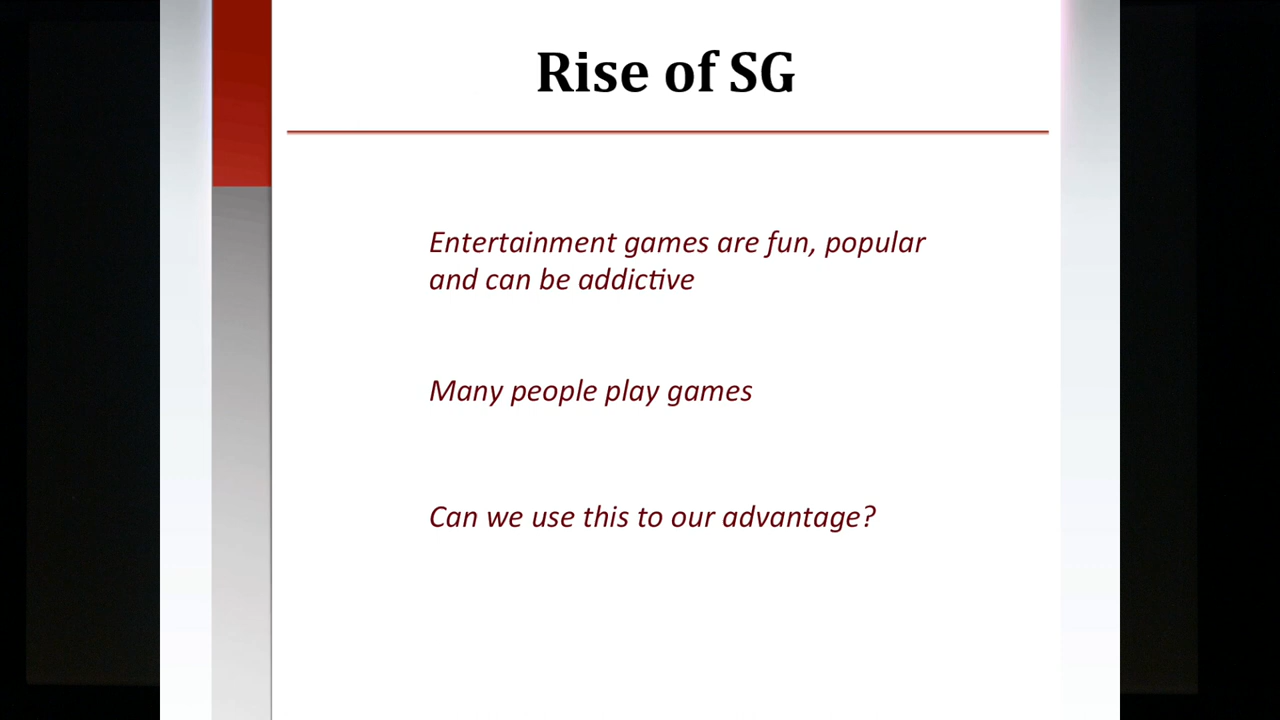 Rise of SG
Entertainment games are fun, popular
and can be addictive
Many people play games
Can we use this to our advantage?